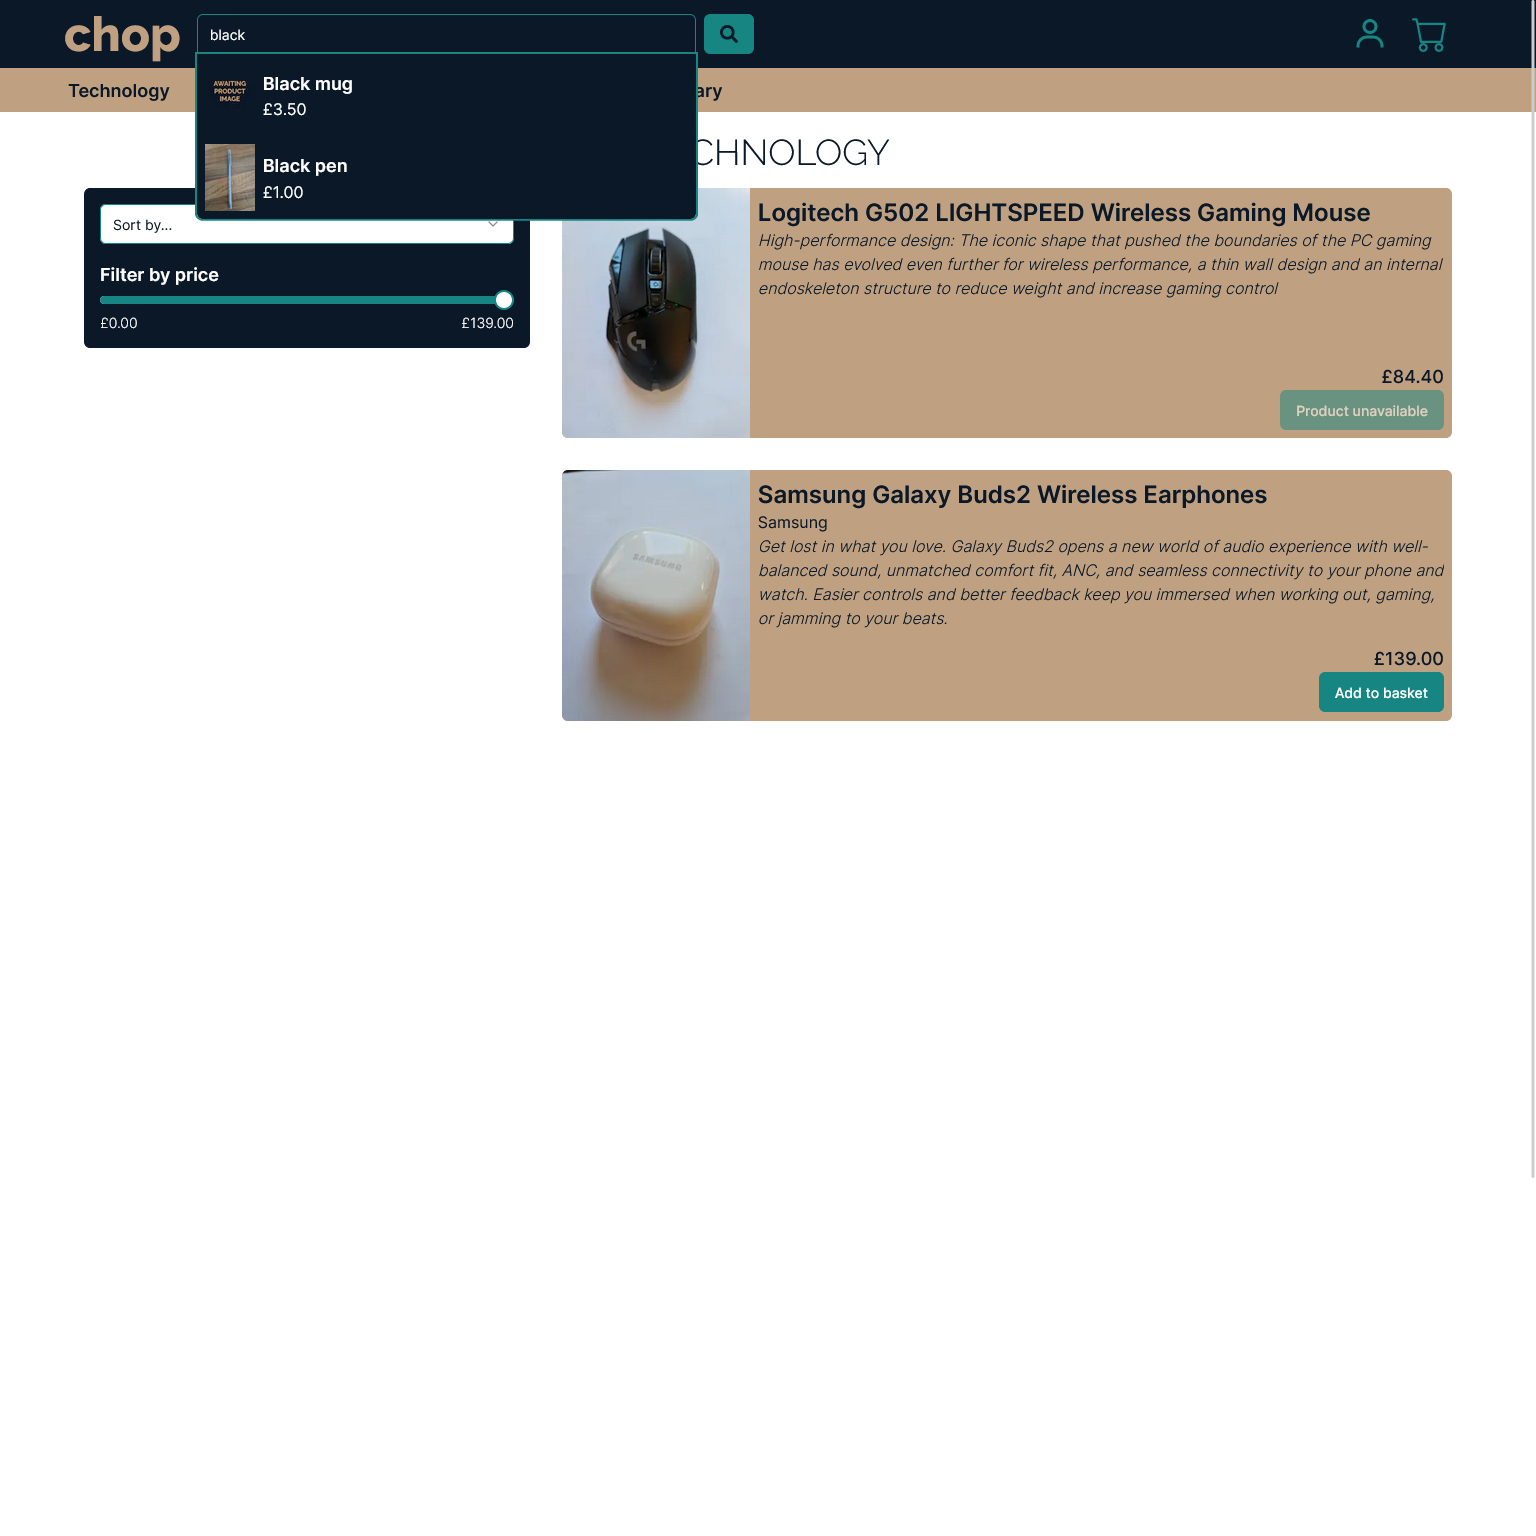 chop
black
Black mug
£3.50
AWAITING
PRODUCT
IMAGE
Black pen
£1.00
Technology
ary
CHNOLOGY
Sort by...
Filter by price
£0.00
£139.00
Logitech G502 LIGHTSPEED Wireless Gaming Mouse
High-performance design: The iconic shape that pushed the boundaries of the PC gaming
mouse has evolved even further for wireless performance, a thin wall design and an internal
endoskeleton structure to reduce weight and increase gaming control
£84.40
Product unavailable
SAMSUNG
Samsung Galaxy Buds2 Wireless Earphones
Samsung
Get lost in what you love. Galaxy Buds2 opens a new world of audio experience with well-
balanced sound, unmatched comfort fit, ANC, and seamless connectivity to your phone and
watch. Easier controls and better feedback keep you immersed when working out, gaming,
or jamming to your beats.
£139.00
Add to basket